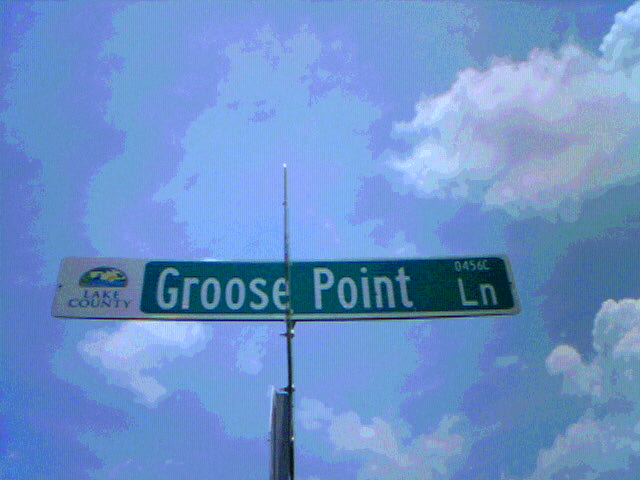 LAKE
COUNTY
Groose Point Ln
0456C